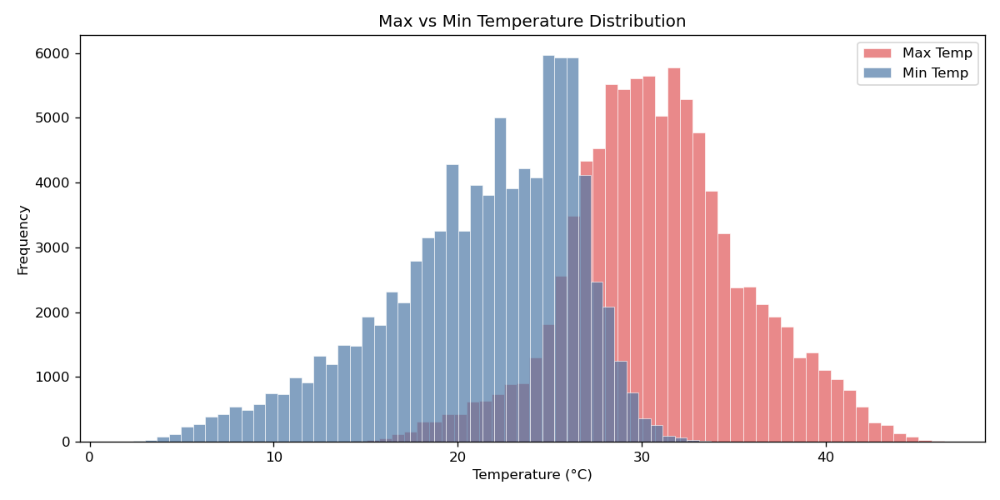 Max vs Min Temperature Distribution
Max Temp
Min Temp
6000
5000
4000
3000
2000
1000
0
Frequency
0 10 20 30 40
Temperature (°C)